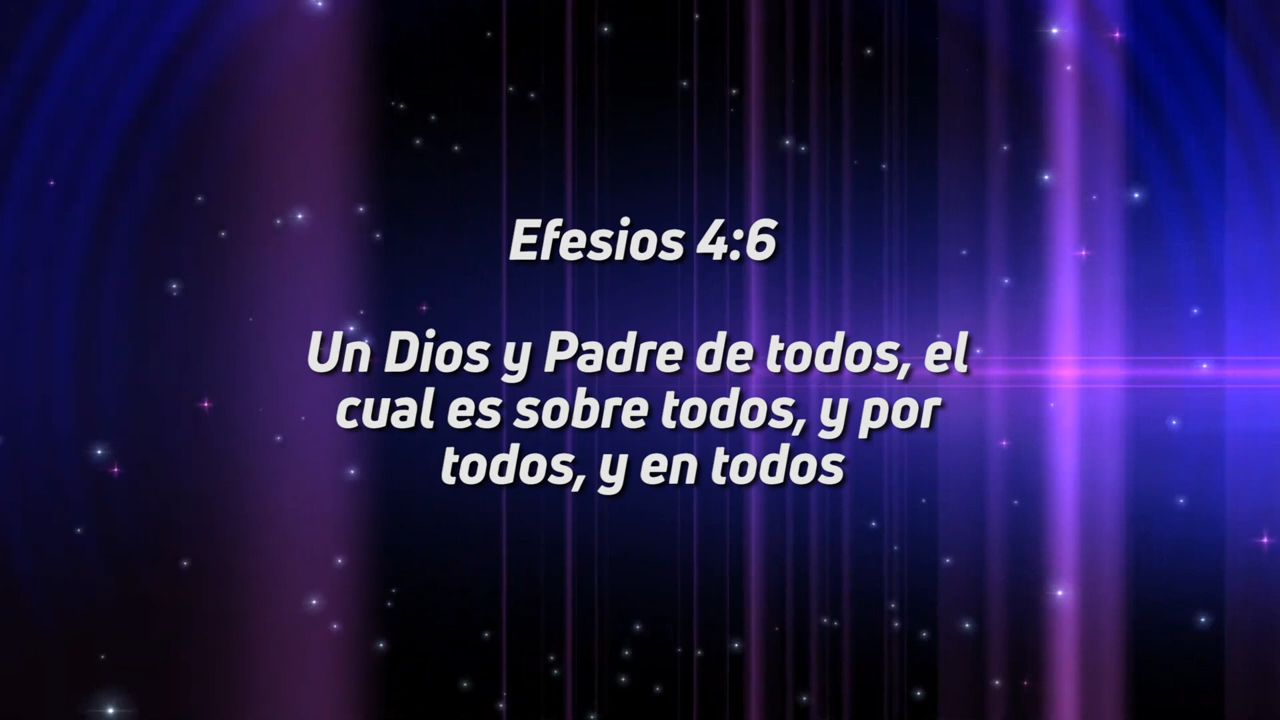 Efesios 4:6
Un Dios y Padre de todos, el
cual es sobre todos, y por
todos, y en todos